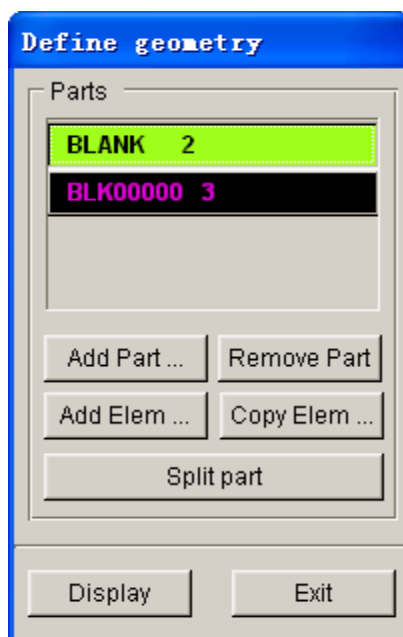 Define geometry
Parts
BLANK 2
BLK00000 3
Add Part ... Remove Part
Add Elem ... Copy Elem ...
Split part
Display Exit